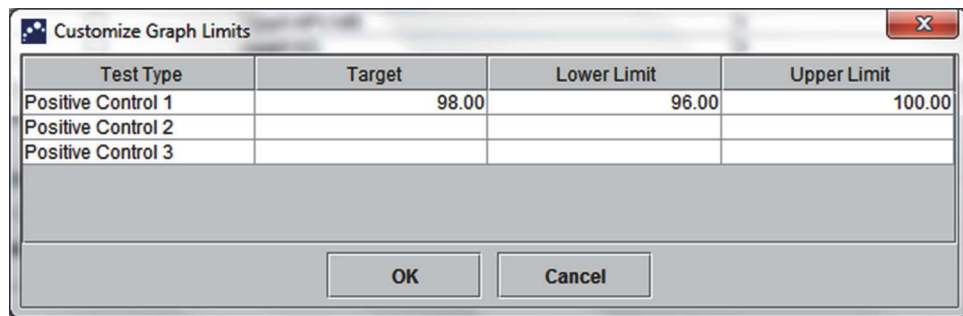 Customize Graph Limits
Test Type Target Lower Limit Upper Limit
Positive Control 1 98.00 96.00 100.00
Positive Control 2
Positive Control 3
OK Cancel